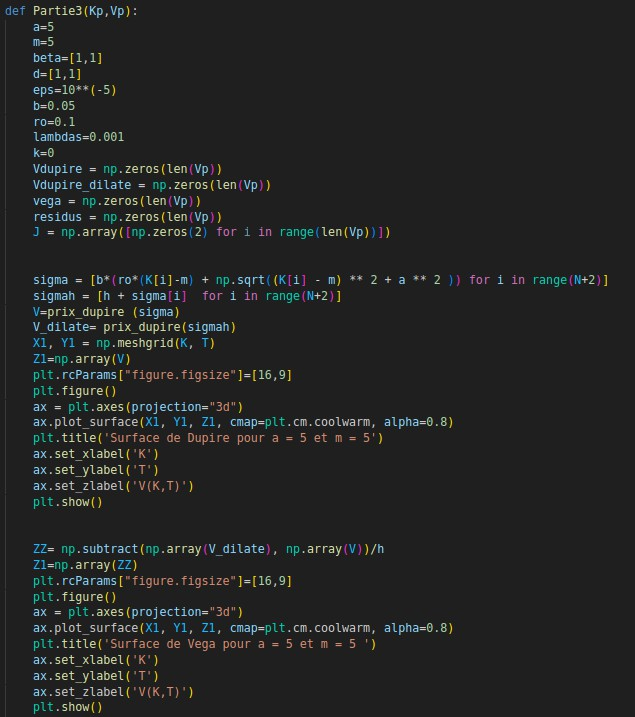 def Partie3(Kp,Vp):
    a=5
    m=5
    beta=[1,1]
    d=[1,1]
    eps=10**(-5)
    b=0.05
    ro=0.1
    lambdas=0.001
    k=0
    Vdupire = np.zeros(len(Vp))
    Vdupire_dilate = np.zeros(len(Vp))
    vega = np.zeros(len(Vp))
    residus = np.zeros(len(Vp))
    J = np.array([np.zeros(2) for i in range(len(Vp))])
    sigma = [b*(ro*(K[i]-m) + np.sqrt((K[i] - m) ** 2 + a ** 2 )) for i in range(N+2)]
    sigmah = [h + sigma[i]  for i in range(N+2)]
    V=prix_dupire (sigma)
    V_dilate= prix_dupire(sigmah)
    X1, Y1 = np.meshgrid(K, T)
    Z1=np.array(V)
    plt.rcParams["figure.figsize"]=[16,9]
    plt.figure()
    ax = plt.axes(projection="3d")
    ax.plot_surface(X1, Y1, Z1, cmap=plt.cm.coolwarm, alpha=0.8)
    plt.title('Surface de Dupire pour a = 5 et m = 5')
    ax.set_xlabel('K')
    ax.set_ylabel('T')
    ax.set_zlabel('V(K,T)')
    plt.show()
    ZZ= np.subtract(np.array(V_dilate), np.array(V))/h
    Z1=np.array(ZZ)
    plt.rcParams["figure.figsize"]=[16,9]
    plt.figure()
    ax = plt.axes(projection="3d")
    ax.plot_surface(X1, Y1, Z1, cmap=plt.cm.coolwarm, alpha=0.8)
    plt.title('Surface de Vega pour a = 5 et m = 5 ')
    ax.set_xlabel('K')
    ax.set_ylabel('T')
    ax.set_zlabel('V(K,T)')
    plt.show()